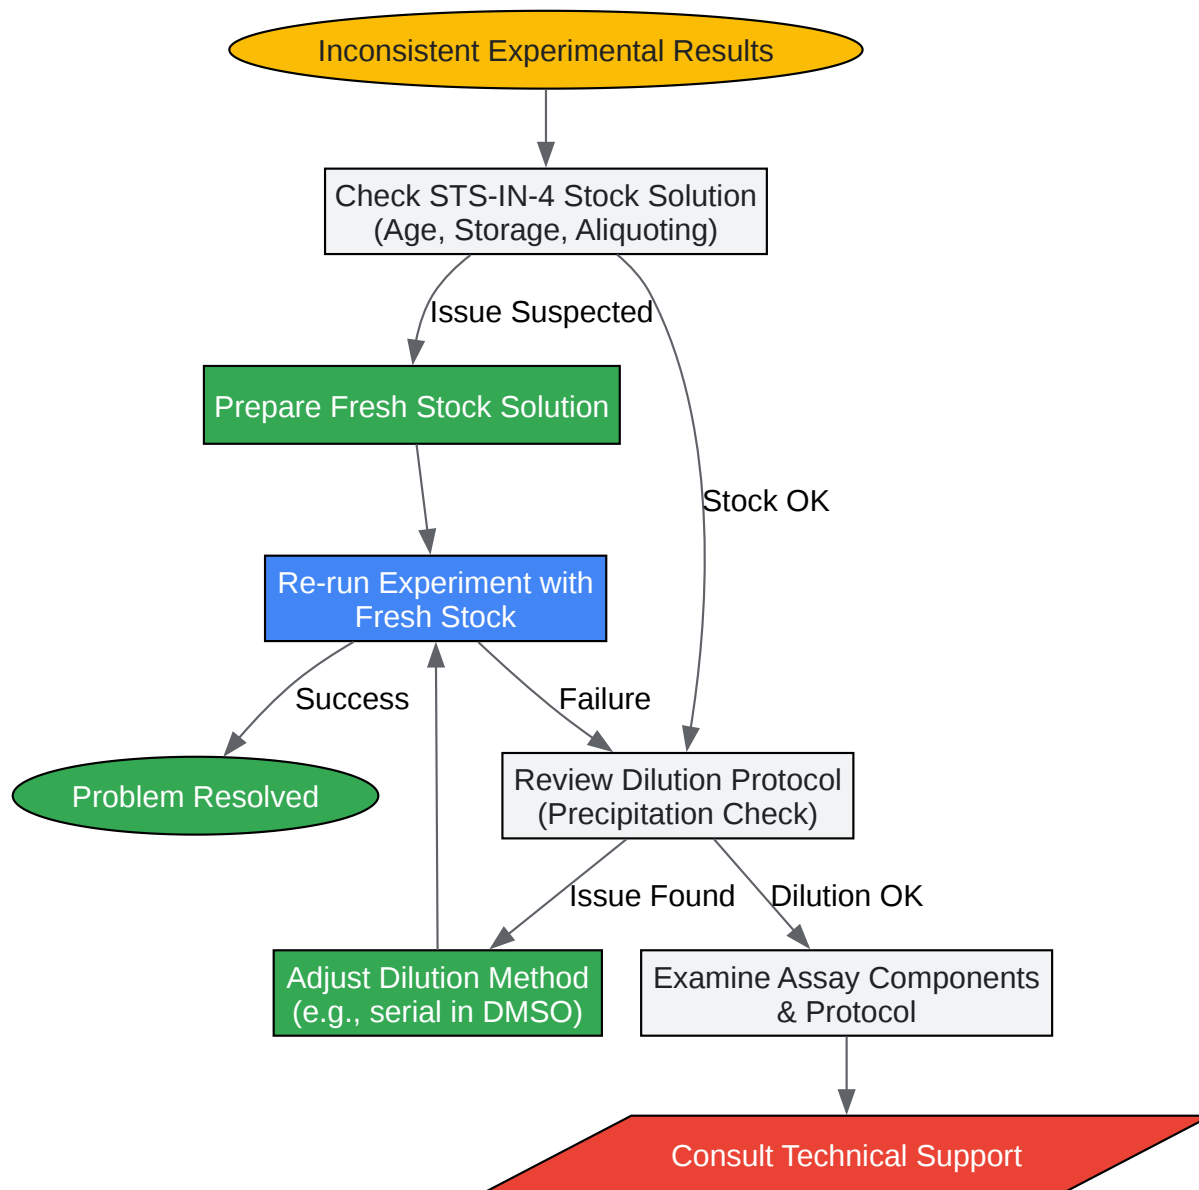 Inconsistent Experimental Results
Check STS-IN-4 Stock Solution
(Age, Storage, Aliquoting)
Issue Suspected
Prepare Fresh Stock Solution
Stock OK
Re-run Experiment with
Fresh Stock
Success
Failure
Problem Resolved
Review Dilution Protocol
(Precipitation Check)
Issue Found
Dilution OK
Adjust Dilution Method
(e.g., serial in DMSO)
Examine Assay Components
& Protocol
Consult Technical Support